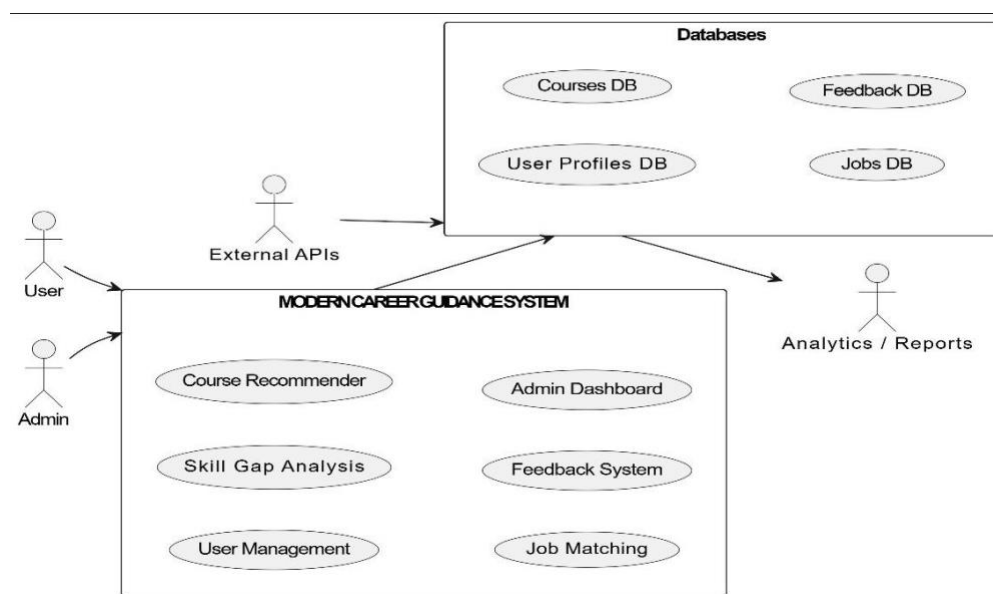 Databases
Courses DB
Feedback DB
User Profiles DB
Jobs DB
External APIs
User
MODERN CAREER GUIDANCE SYSTEM
Analytics / Reports
Admin
Course Recommender
Admin Dashboard
Skill Gap Analysis
Feedback System
User Management
Job Matching